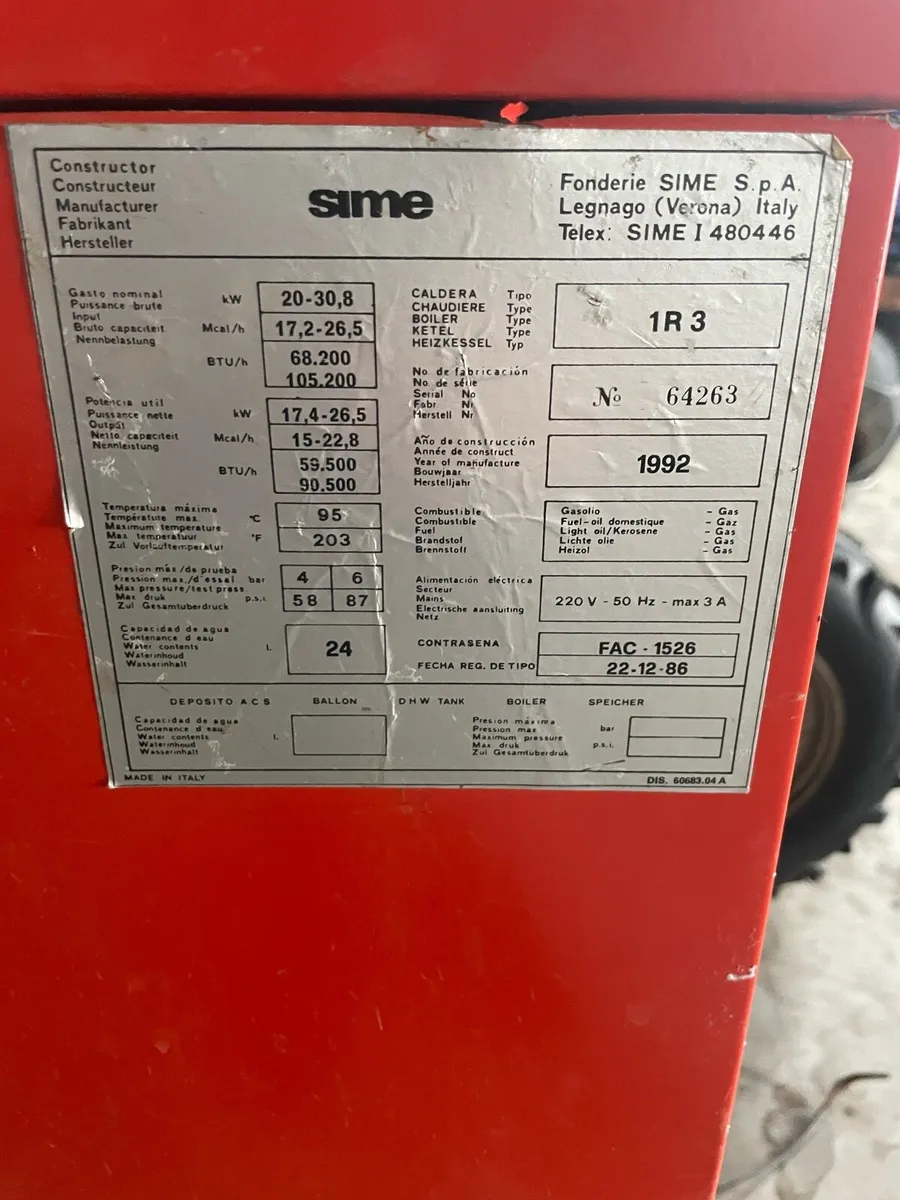 Constructor
Constructeur
Manufacturer
Fabrikant
Hersteller
sime
Fonderie SIME S.p.A.
Legnago (Verona) Italy
Telex: SIME I 480446
Gasto nominal
Puissance brute
Input
Bruto capaciteit
Nennbelastung
kW 20-30,8
Mcal/h 17,2-26,5
BTU/h 68.200
105.200
Potencia util
Puissance nette
Output
Netto capaciteit
Nennleistung
kW 17,4-26,5
Mcal/h 15-22,8
BTU/h 59.500
90.500
Temperatura máxima
Température max.
Maximum temperature
Max temperatuur
Zul Vorlauftemperatur
°C 95
°F 203
Presion máx/de prueba
Pression max./d'essai
Max pressure/test press.
Max druk
Zul Gesamtüberdruck
bar 4 6
p.s.i. 58 87
Capacidad de agua
Contenance d eau
Water contents
Waterinhoud
Wasserinhalt
l. 24
CALDERA Tipo
CHAUDIERE Type
BOILER Type
KETEL Type
HEIZKESSEL Typ
1R 3
No. de fabricación
No. de série
Serial No
Fabr Nr
Herstell Nr
No 64263
Año de construcción
Année de construct
Year of manufacture
Bouwjaar
Herstelljahr
1992
Combustible
Combustible
Fuel
Brandstof
Brennstoff
Gasolio - Gas
Fuel-oil domestique - Gaz
Light oil/Kerosene - Gas
Lichte olie - Gas
Heizol - Gas
Alimentación eléctrica
Secteur
Mains
Electrische aansluiting
Netz
220 V - 50 Hz - max 3 A
CONTRASENA FAC - 1526
FECHA REG. DE TIPO 22-12-86
DEPOSITO ACS BALLON DHW TANK BOILER SPEICHER
Capacidad de agua
Contenance d eau
Water contents
Waterinhoud
Wasserinhalt
l.
Presion máxima
Pression max
Maximum pressure
Max druk
Zul Gesamtüberdruk
bar
p.s.i.
MADE IN ITALY
DIS. 60683.04 A